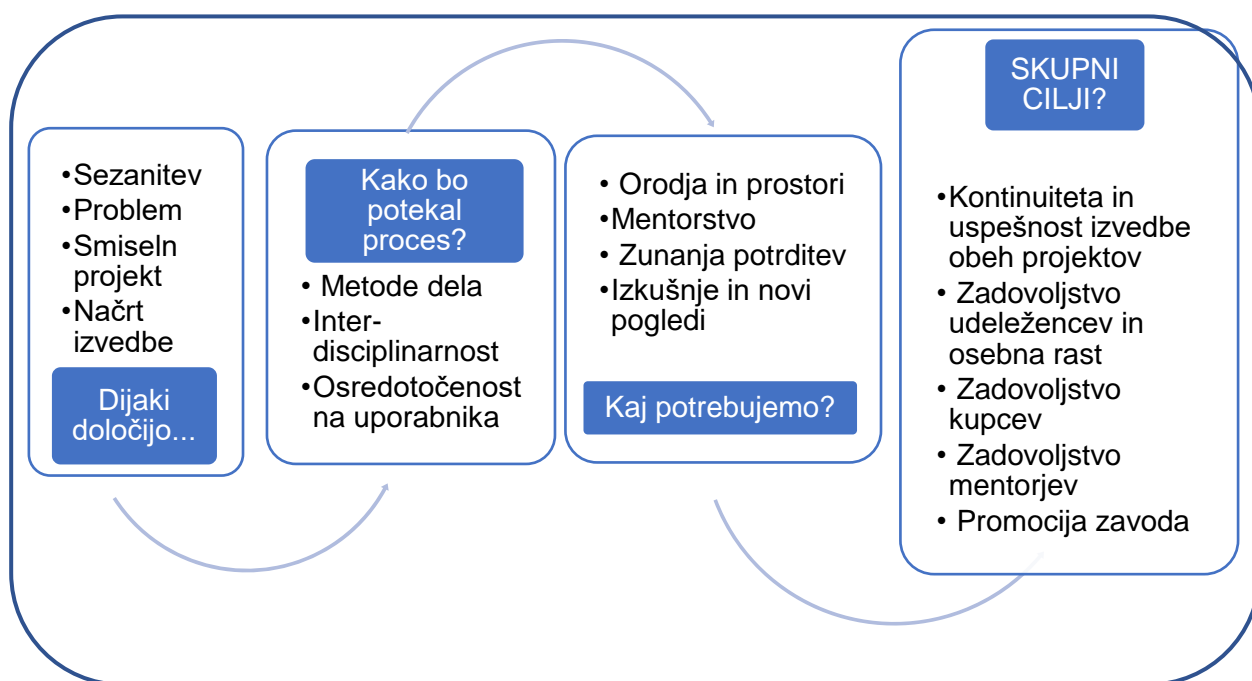 •Sezanitev
•Problem
•Smiseln
projekt
•Načrt
izvedbe
Dijaki
določijo...
Kako bo
potekal
proces?
• Metode dela
•Inter-
disciplinarnost
•Osredotočenost
na uporabnika
• Orodja in prostori
•Mentorstvo
• Zunanja potrditev
•Izkušnje in novi
pogledi
Kaj potrebujemo?
SKUPNI
CILJI?
•Kontinuiteta in
uspešnost izvedbe
obeh projektov
• Zadovoljstvo
udeležencev in
osebna rast
• Zadovoljstvo
kupcev
• Zadovoljstvo
mentorjev
• Promocija zavoda